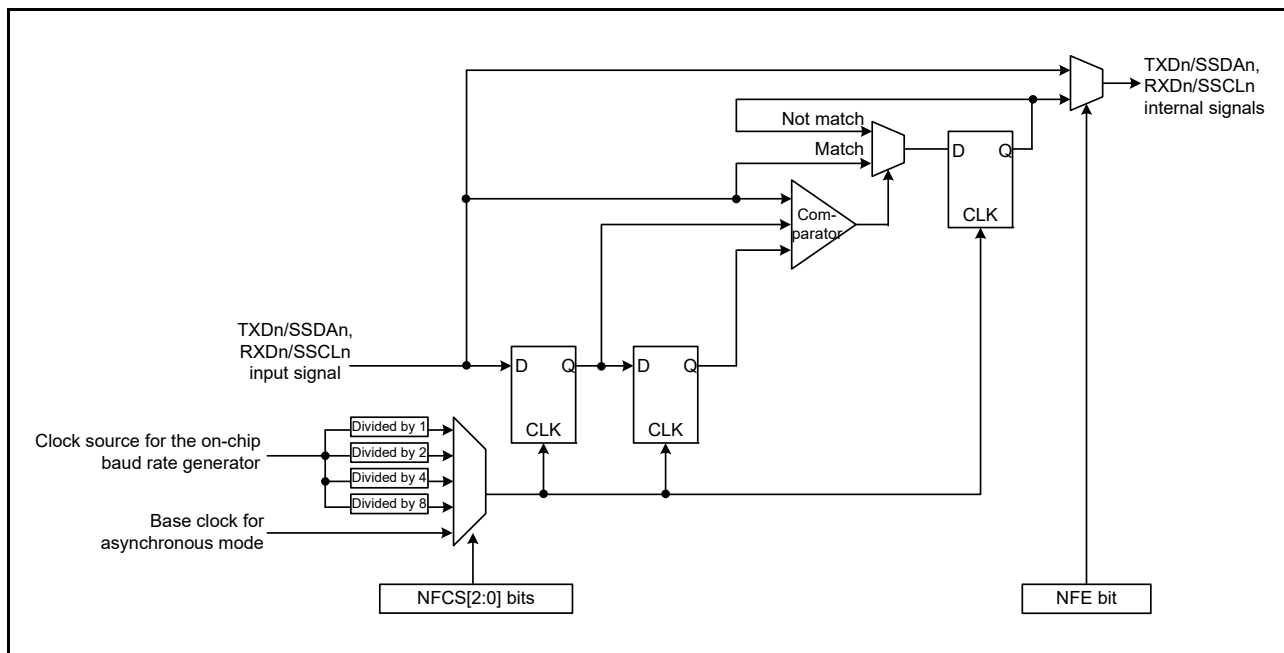 TXDn/SSDAn,
RXDn/SSCLn
internal signals
Not match
Match
D
Q
CLK
Com-
parator
TXDn/SSDAn,
RXDn/SSCLn
input signal
D
Q
CLK
D
Q
CLK
Clock source for the on-chip
baud rate generator
Divided by 1
Divided by 2
Divided by 4
Divided by 8
Base clock for
asynchronous mode
NFCS[2:0] bits
NFE bit